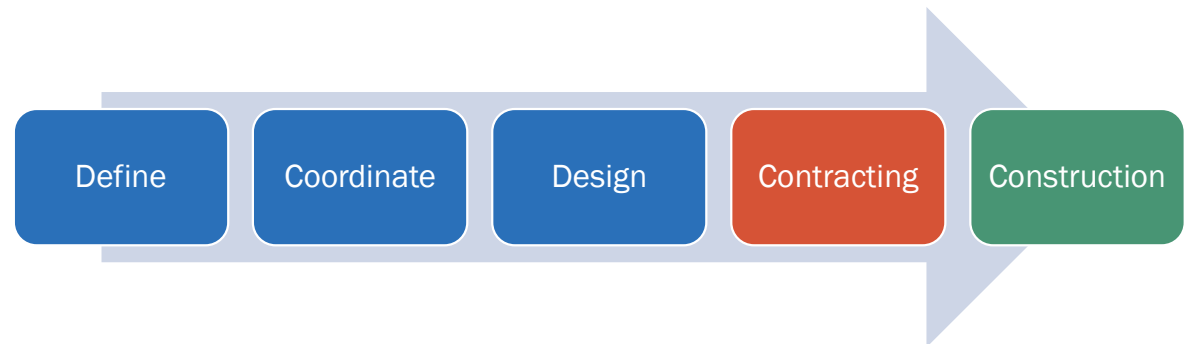 Define
Coordinate
Design
Contracting
Construction